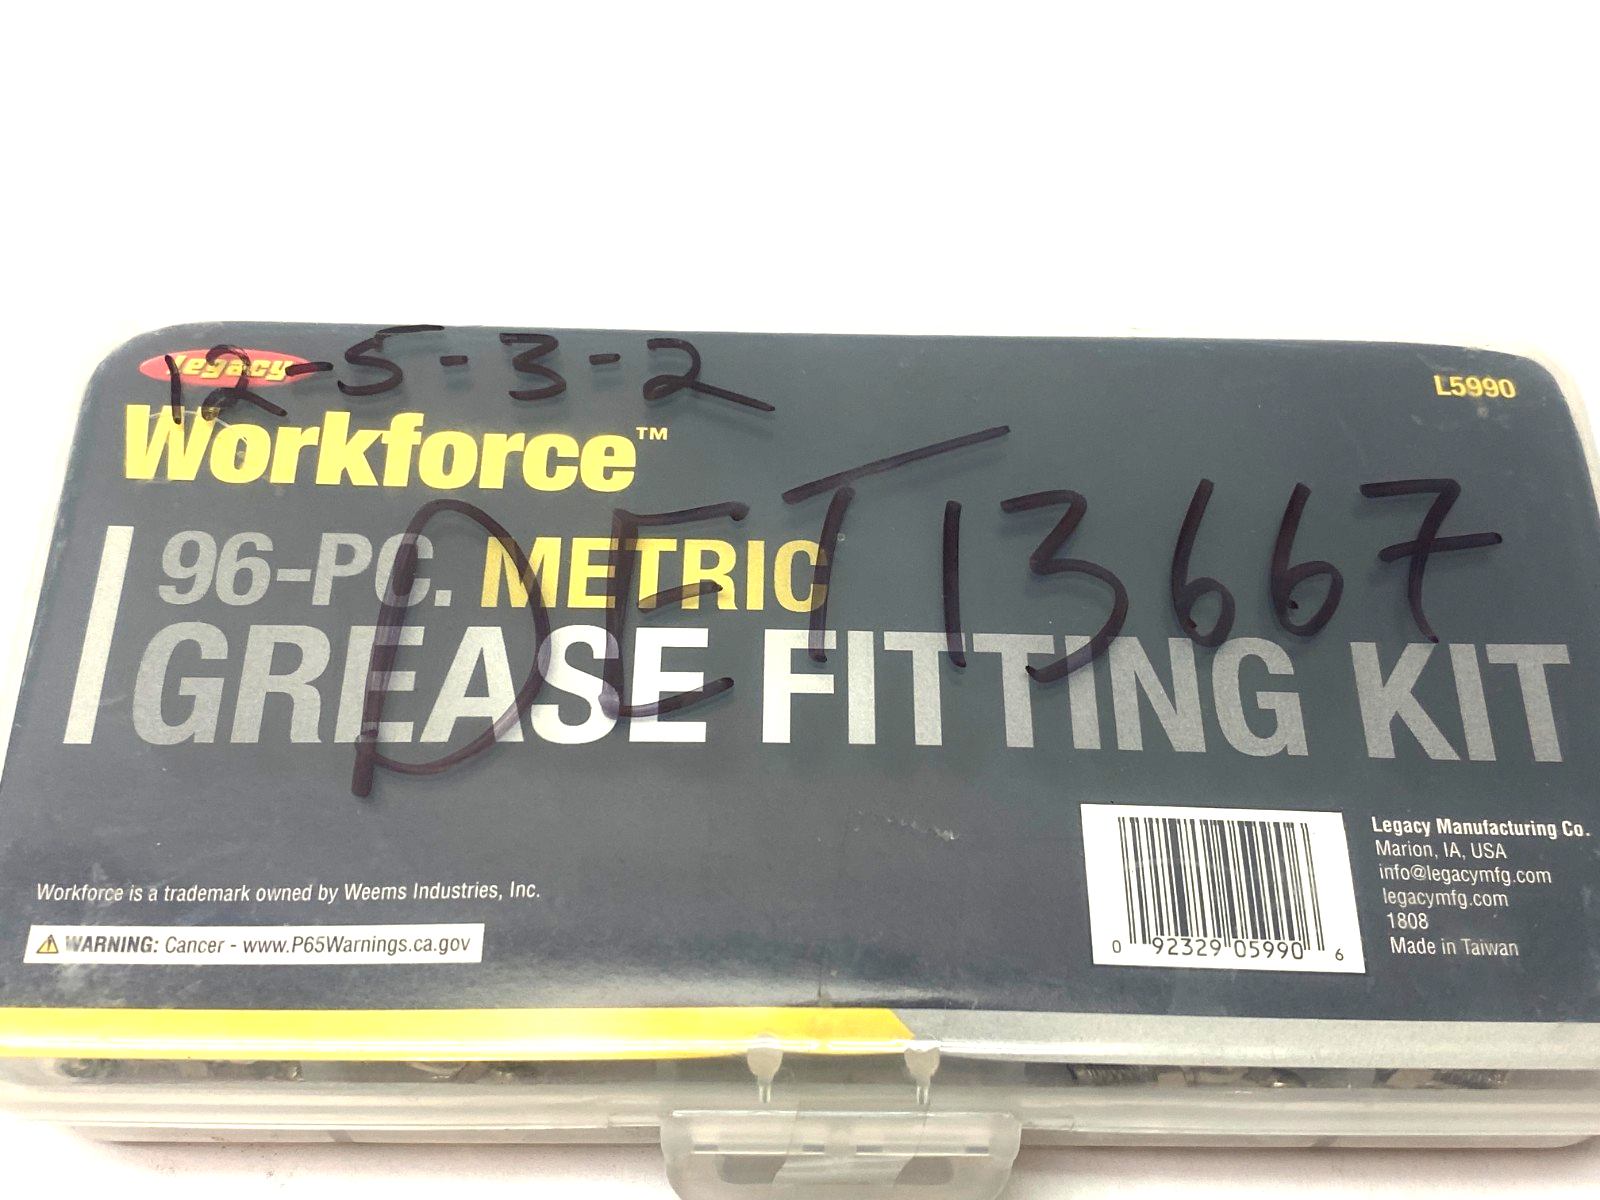 Legacy
12-5-3-2
L5990
Workforce™
DET13667
96-PC. METRIC
GREASE FITTING KIT
Workforce is a trademark owned by Weems Industries, Inc.
WARNING: Cancer - www.P65Warnings.ca.gov
0 92329 05990 6
Legacy Manufacturing Co.
Marion, IA, USA
info@legacymfg.com
legacymfg.com
1808
Made in Taiwan